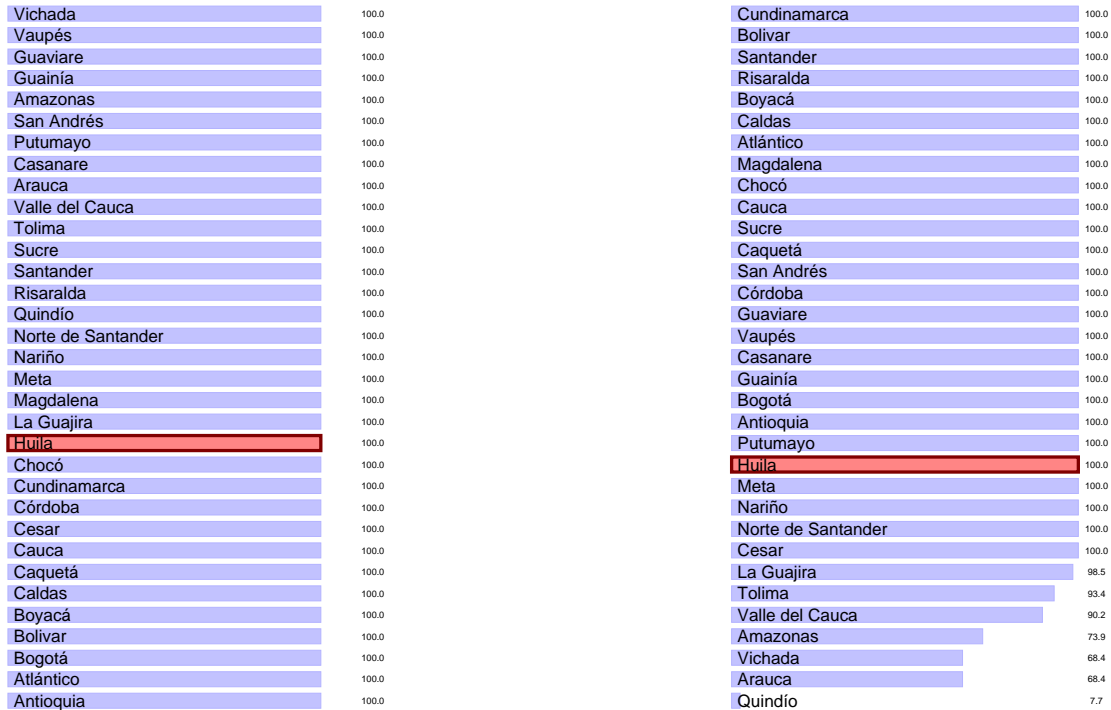 Vichada 100.0
Vaupés 100.0
Guaviare 100.0
Guainía 100.0
Amazonas 100.0
San Andrés 100.0
Putumayo 100.0
Casanare 100.0
Arauca 100.0
Valle del Cauca 100.0
Tolima 100.0
Sucre 100.0
Santander 100.0
Risaralda 100.0
Quindío 100.0
Norte de Santander 100.0
Nariño 100.0
Meta 100.0
Magdalena 100.0
La Guajira 100.0
Huila 100.0
Chocó 100.0
Cundinamarca 100.0
Córdoba 100.0
Cesar 100.0
Cauca 100.0
Caquetá 100.0
Caldas 100.0
Boyacá 100.0
Bolivar 100.0
Bogotá 100.0
Atlántico 100.0
Antioquia 100.0
Cundinamarca 100.0
Bolivar 100.0
Santander 100.0
Risaralda 100.0
Boyacá 100.0
Caldas 100.0
Atlántico 100.0
Magdalena 100.0
Chocó 100.0
Cauca 100.0
Sucre 100.0
Caquetá 100.0
San Andrés 100.0
Córdoba 100.0
Guaviare 100.0
Vaupés 100.0
Casanare 100.0
Guainía 100.0
Bogotá 100.0
Antioquia 100.0
Putumayo 100.0
Huila 100.0
Meta 100.0
Nariño 100.0
Norte de Santander 100.0
Cesar 100.0
La Guajira 98.5
Tolima 93.4
Valle del Cauca 90.2
Amazonas 73.9
Vichada 68.4
Arauca 68.4
Quindío 7.7